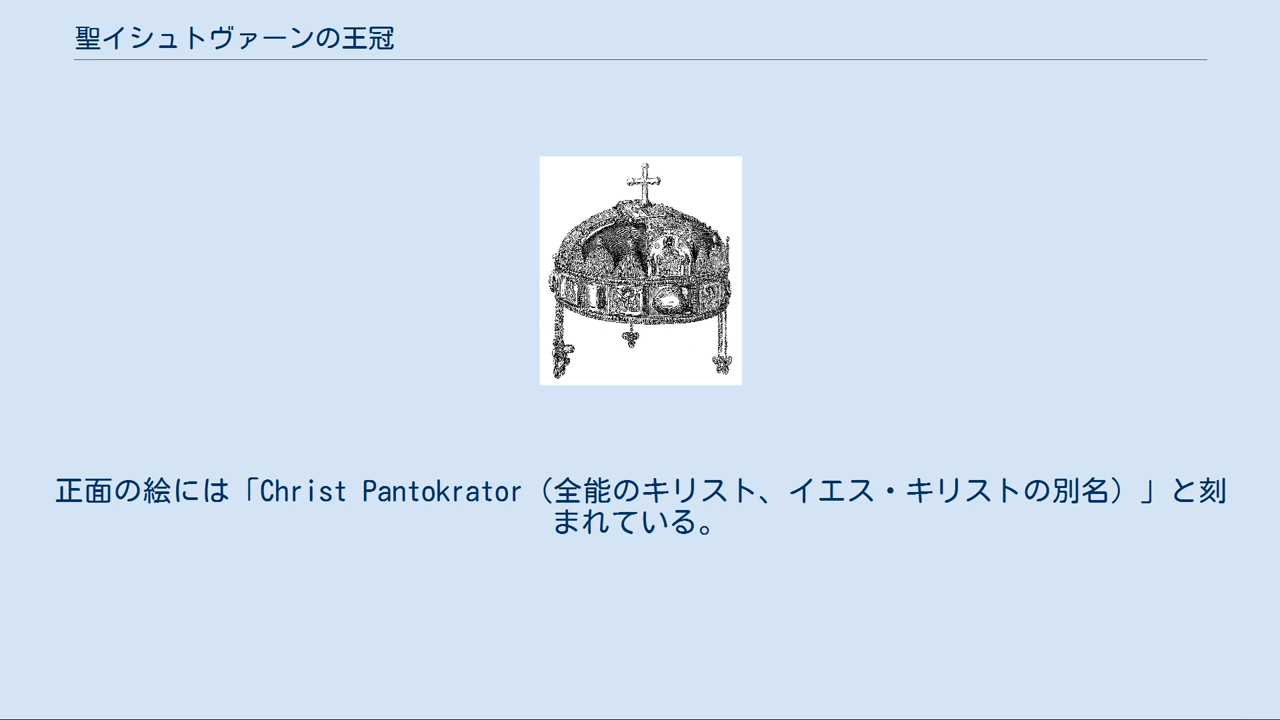 聖イシュトヴァーンの王冠
正面の絵には「Christ Pantokrator（全能のキリスト、イエス・キリストの別名）」と刻
まれている。